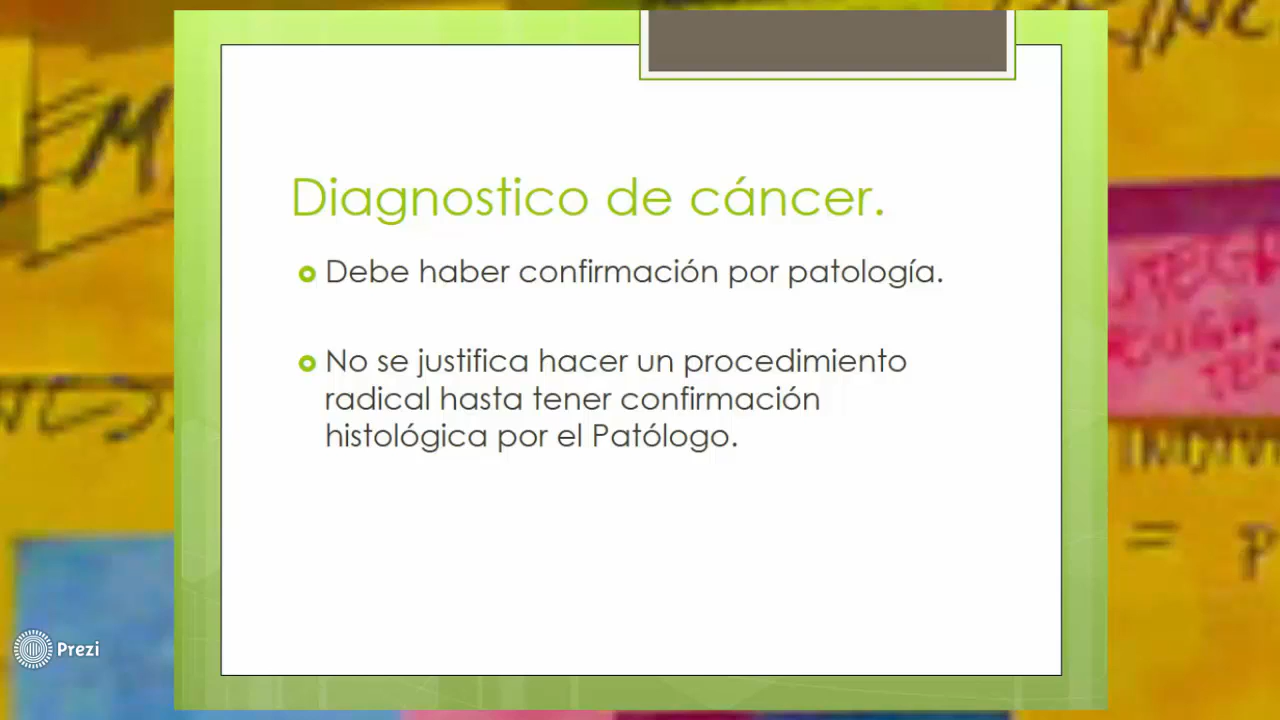 Diagnostico de cáncer.
Debe haber confirmación por patología.
No se justifica hacer un procedimiento
radical hasta tener confirmación
histológica por el Patólogo.
Prezi